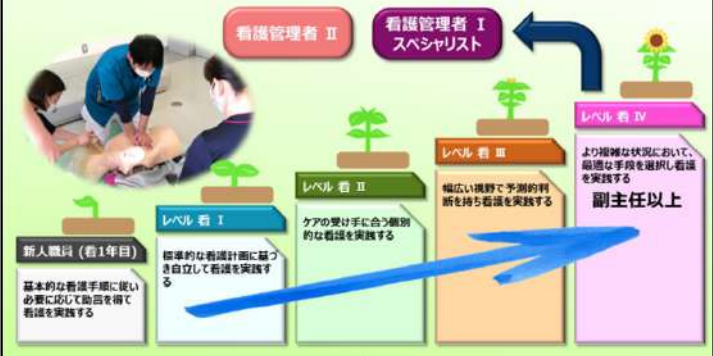 看護管理者 Ⅱ
看護管理者 Ⅰ
スペシャリスト
レベル 看 Ⅳ
より複雑な状況において、
最適な手段を選択し看護
を実践する
副主任以上
レベル 看 Ⅲ
幅広い視野で予測的判
断を持ち看護を実践する
レベル 看 Ⅱ
ケアの受け手に合う個別
的な看護を実践する
レベル 看 Ⅰ
標準的な看護計画に基づ
き自立して看護を実践す
る
新人職員 (看1年目)
基本的な看護手順に従い
必要に応じて助言を得て
看護を実践する